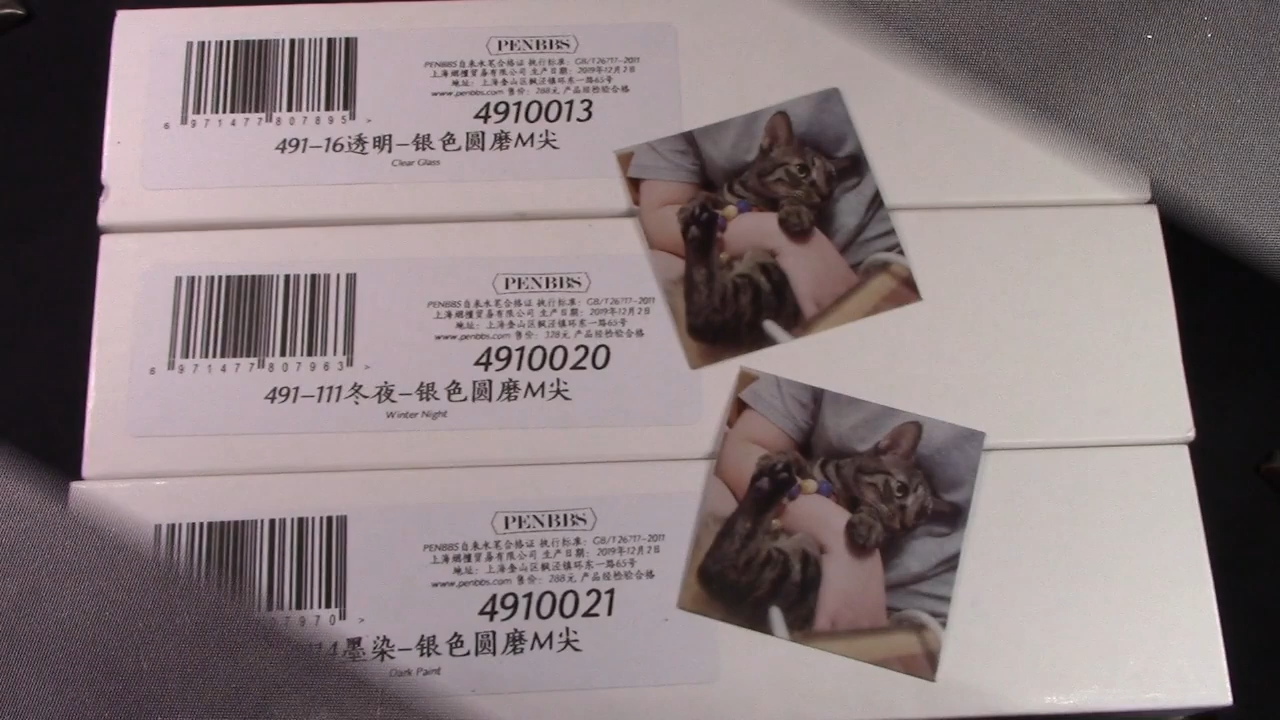 PENBBS
PENBBS自来水笔合格证 执行标准: GB/T26717-2011
上海烟檀贸易有限公司 生产日期: 2019年12月2日
地址: 上海金山区枫泾镇环东一路65号
www.penbbs.com 售价: 288元 产品经检验合格
4910013
6 971477 807895 >
491-16透明-银色圆磨M尖
Clear Glass
PENBBS
PENBBS自来水笔合格证 执行标准: GB/T26717-2011
上海烟檀贸易有限公司 生产日期: 2019年12月2日
地址: 上海金山区枫泾镇环东一路65号
www.penbbs.com 售价: 328元 产品经检验合格
4910020
6 971477 807963 >
491-111冬夜-银色圆磨M尖
Winter Night
PENBBS
PENBBS自来水笔合格证 执行标准: GB/T26717-2011
上海烟檀贸易有限公司 生产日期: 2019年12月2日
地址: 上海金山区枫泾镇环东一路65号
www.penbbs.com 售价: 288元 产品经检验合格
4910021
07970 >
14墨染-银色圆磨M尖
Dark Paint